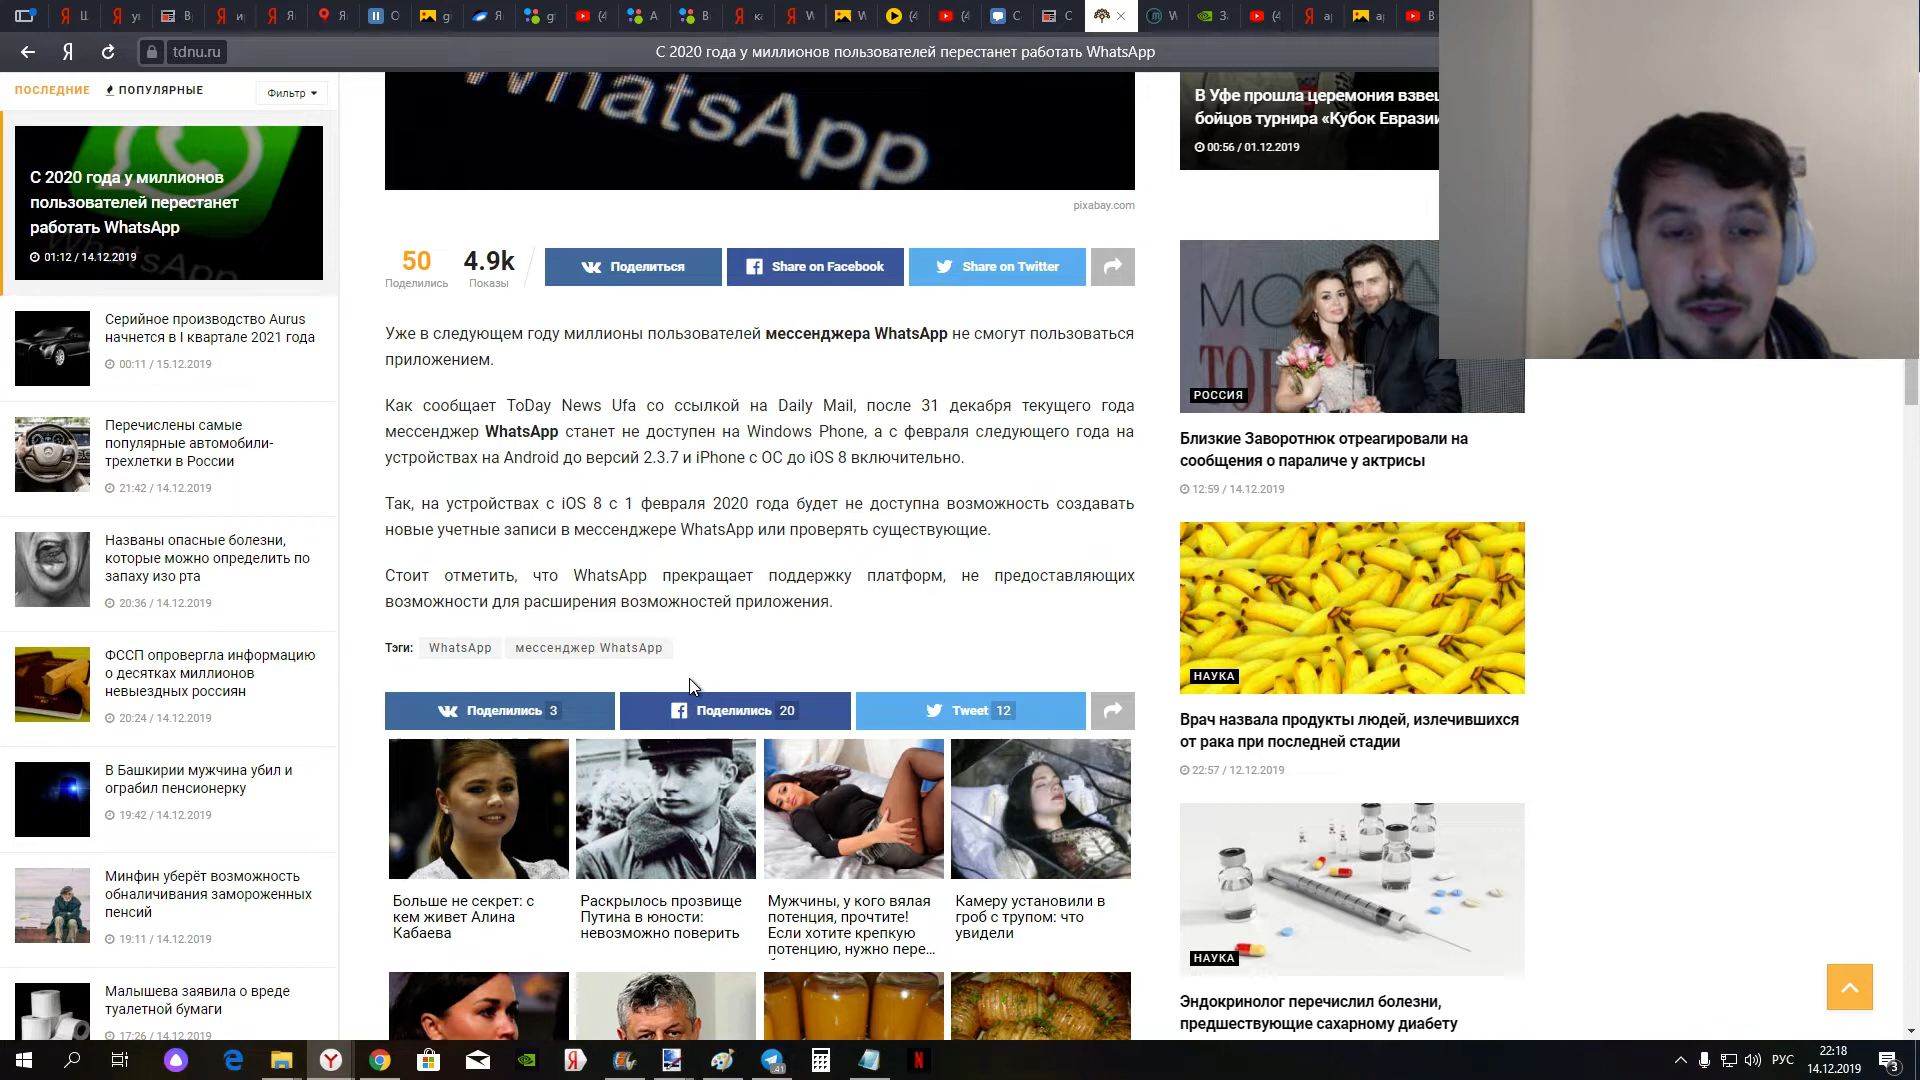 tdnu.ru
С 2020 года у миллионов пользователей перестанет работать WhatsApp
ПОСЛЕДНИЕ
ПОПУЛЯРНЫЕ
Фильтр
С 2020 года у миллионов
пользователей перестанет
работать WhatsApp
01:12 / 14.12.2019
Серийное производство Aurus
начнется в I квартале 2021 года
00:11 / 15.12.2019
Перечислены самые
популярные автомобили-
трехлетки в России
21:42 / 14.12.2019
Названы опасные болезни,
которые можно определить по
запаху изо рта
20:36 / 14.12.2019
ФССП опровергла информацию
о десятках миллионов
невыездных россиян
20:24 / 14.12.2019
В Башкирии мужчина убил и
ограбил пенсионерку
19:42 / 14.12.2019
Минфин уберёт возможность
обналичивания замороженных
пенсий
19:11 / 14.12.2019
Малышева заявила о вреде
туалетной бумаги
17:26 / 14.12.2019
WhatsApp
pixabay.com
50
Поделились
4.9k
Показы
Поделиться
Share on Facebook
Share on Twitter
Уже в следующем году миллионы пользователей мессенджера WhatsApp не смогут пользоваться
приложением.
Как сообщает ToDay News Ufa со ссылкой на Daily Mail, после 31 декабря текущего года
мессенджер WhatsApp станет не доступен на Windows Phone, а с февраля следующего года на
устройствах на Android до версий 2.3.7 и iPhone с ОС до iOS 8 включительно.
Так, на устройствах с iOS 8 с 1 февраля 2020 года будет не доступна возможность создавать
новые учетные записи в мессенджере WhatsApp или проверять существующие.
Стоит отметить, что WhatsApp прекращает поддержку платформ, не предоставляющих
возможности для расширения возможностей приложения.
Тэги: WhatsApp мессенджер WhatsApp
Поделились 3
Поделились 20
Tweet 12
Больше не секрет: с
кем живет Алина
Кабаева
Раскрылось прозвище
Путина в юности:
невозможно поверить
Мужчины, у кого вялая
потенция, прочтите!
Если хотите крепкую
потенцию, нужно пере...
Камеру установили в
гроб с трупом: что
увидели
В Уфе прошла церемония
бойцов турнира «Кубок
00:56 / 01.12.2019
РОССИЯ
Близкие Заворотнюк отреагировали на
сообщения о параличе у актрисы
12:59 / 14.12.2019
НАУКА
Врач назвала продукты людей, излечившихся
от рака при последней стадии
22:57 / 12.12.2019
НАУКА
Эндокринолог перечислил болезни,
предшествующие сахарному диабету
РУС
22:18
14.12.2019